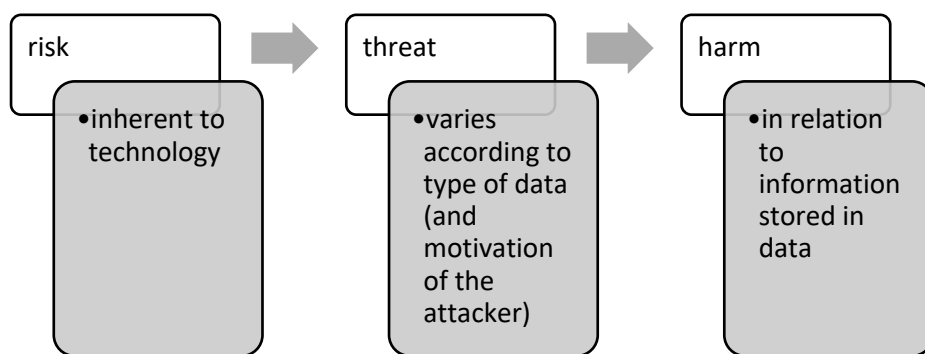 risk
•inherent to
technology
threat
•varies
according to
type of data
(and
motivation
of the
attacker)
harm
•in relation
to
information
stored in
data